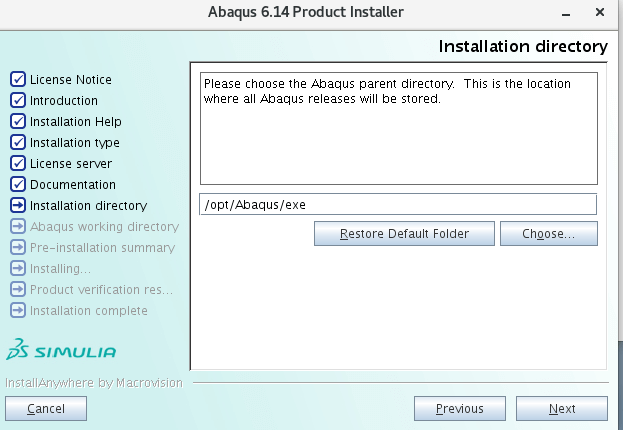 Abaqus 6.14 Product Installer
Installation directory
License Notice
Introduction
Installation Help
Installation type
License server
Documentation
Installation directory
Abaqus working directory
Pre-installation summary
Installing...
Product verification res...
Installation complete
Please choose the Abaqus parent directory.  This is the location
where all Abaqus releases will be stored.
/opt/Abaqus/exe
Restore Default Folder
Choose...
SIMULIA
InstallAnywhere by Macrovision
Cancel
Previous
Next